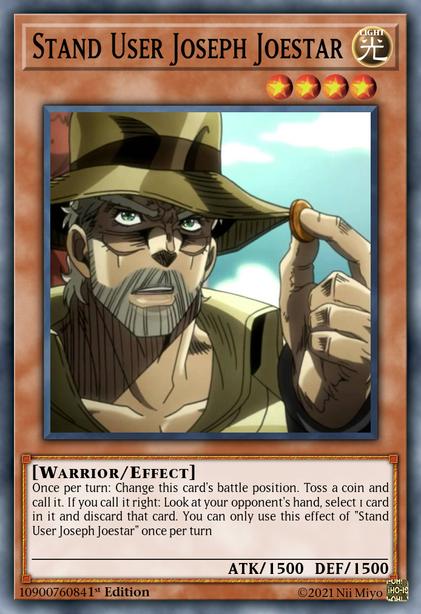 STAND USER JOSEPH JOESTAR
LIGHT
光
[WARRIOR/EFFECT]
Once per turn: Change this card's battle position. Toss a coin and
call it. If you call it right: Look at your opponent's hand, select 1 card
in it and discard that card. You can only use this effect of "Stand
User Joseph Joestar" once per turn
ATK/1500 DEF/1500
10900760841st Edition
©2021 Nii Miyo